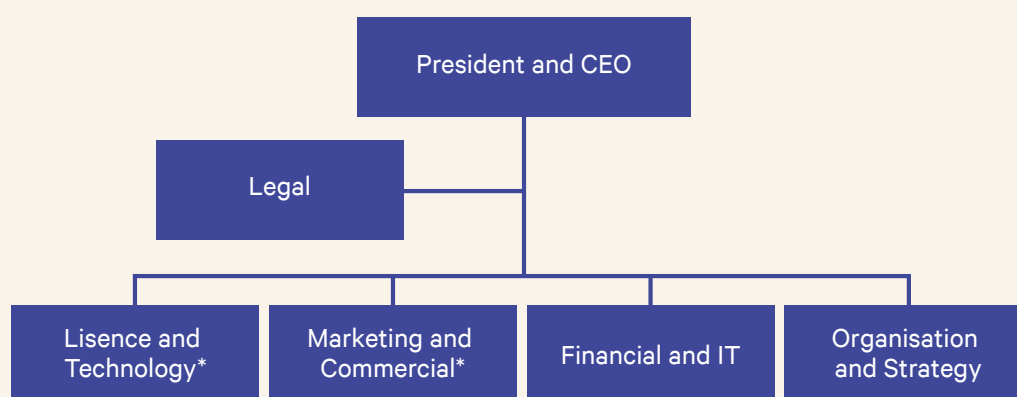 President and CEO
Legal
Lisence and
Technology*
Marketing and
Commercial*
Financial and IT
Organisation
and Strategy